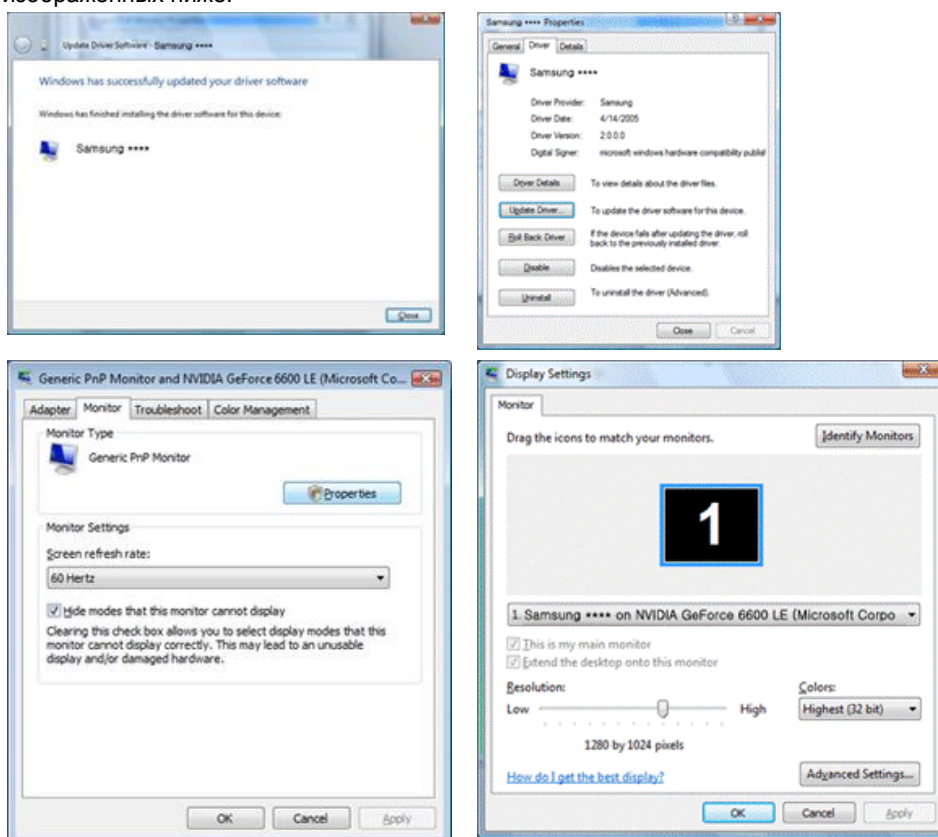 изображенных ниже.
Update Driver Software - Samsung ****
Windows has successfully updated your driver software
Windows has finished installing the driver software for this device:
Samsung ****
Close
Samsung **** Properties
General Driver Details
Samsung ****
Driver Provider: Samsung
Driver Date: 4/14/2005
Driver Version: 2.0.0.0
Digital Signer: microsoft windows hardware compatibility publis
Driver Details To view details about the driver files.
Update Driver... To update the driver software for this device.
Roll Back Driver If the device fails after updating the driver, roll
back to the previously installed driver.
Disable Disables the selected device.
Uninstall To uninstall the driver (Advanced).
Close Cancel
Generic PnP Monitor and NVIDIA GeForce 6600 LE (Microsoft Co...
Adapter Monitor Troubleshoot Color Management
Monitor Type
Generic PnP Monitor
Properties
Monitor Settings
Screen refresh rate:
60 Hertz
Hide modes that this monitor cannot display
Clearing this check box allows you to select display modes that this
monitor cannot display correctly. This may lead to an unusable
display and/or damaged hardware.
OK Cancel Apply
Display Settings
Monitor
Drag the icons to match your monitors. Identify Monitors
1
1. Samsung **** on NVIDIA GeForce 6600 LE (Microsoft Corpo
This is my main monitor
Extend the desktop onto this monitor
Resolution: Colors:
Low High Highest (32 bit)
1280 by 1024 pixels
How do I get the best display? Advanced Settings...
OK Cancel Apply